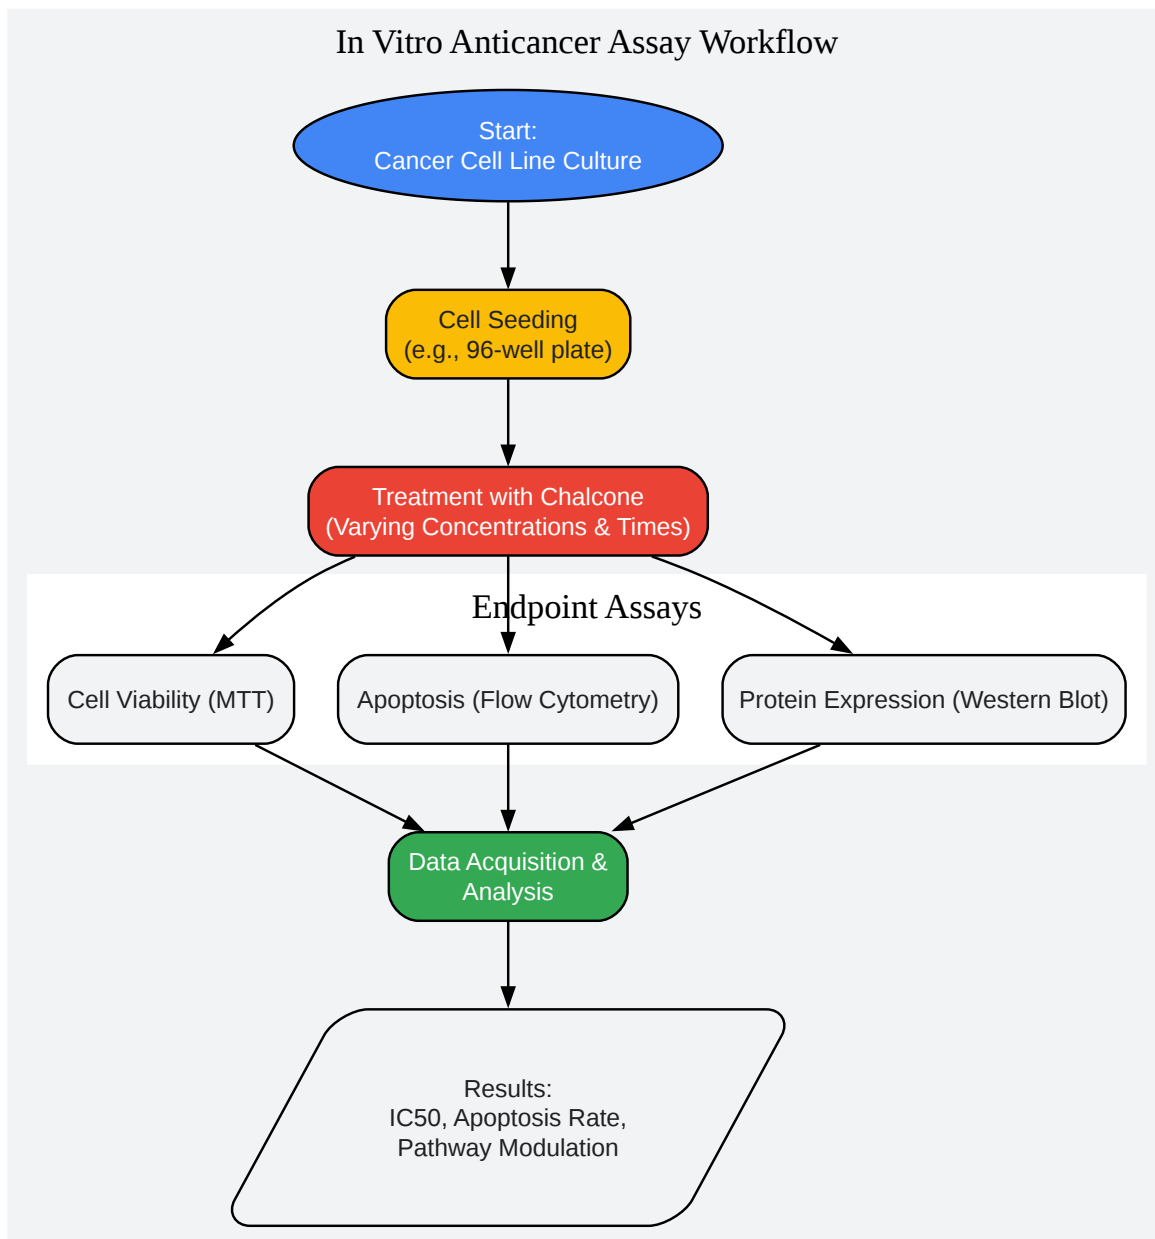 In Vitro Anticancer Assay Workflow
Start:
Cancer Cell Line Culture
Cell Seeding
(e.g., 96-well plate)
Treatment with Chalcone
(Varying Concentrations & Times)
Endpoint Assays
Cell Viability (MTT)
Apoptosis (Flow Cytometry)
Protein Expression (Western Blot)
Data Acquisition &
Analysis
Results:
IC50, Apoptosis Rate,
Pathway Modulation